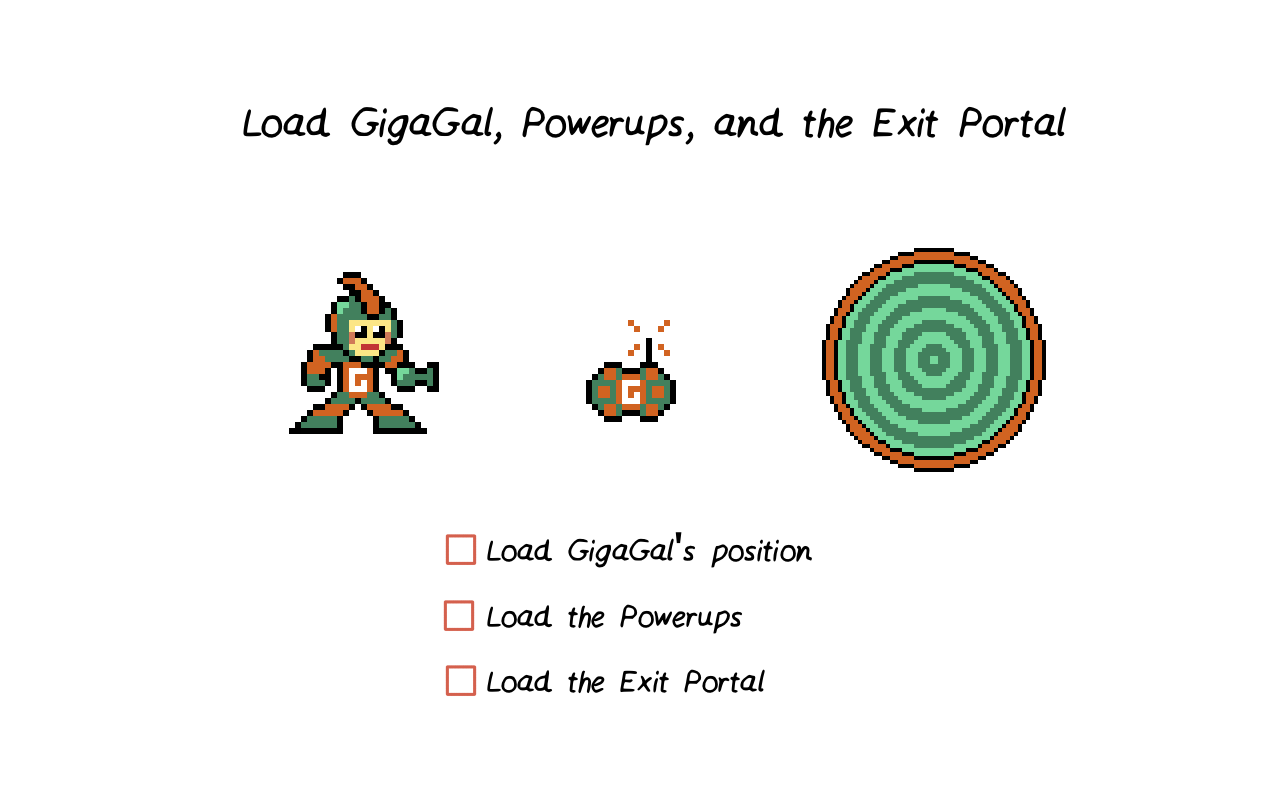 Load GigaGal, Powerups, and the Exit Portal
G
G
Load GigaGal's position
Load the Powerups
Load the Exit Portal